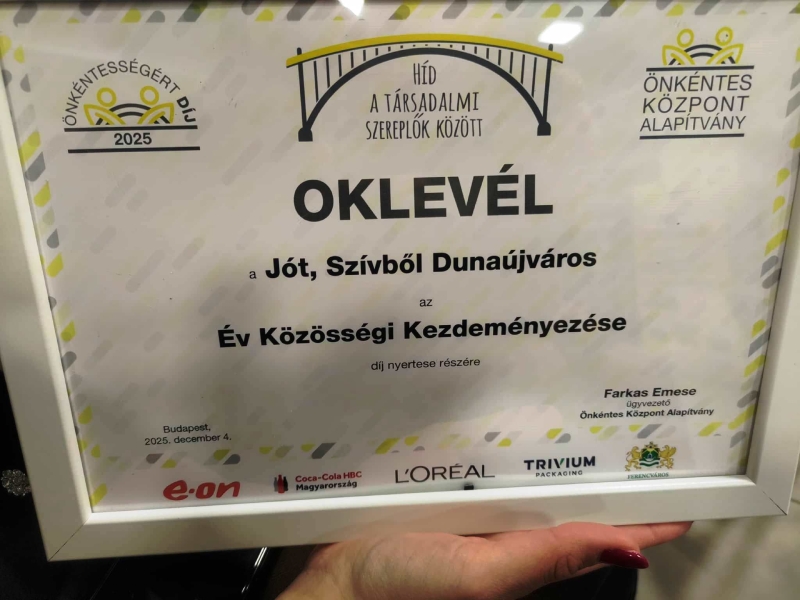 ÖNKÉNTESSÉGÉRT DÍJ
2025
HÍD
A TÁRSADALMI
SZEREPLŐK KÖZÖTT
ÖNKÉNTES
KÖZPONT
ALAPÍTVÁNY
OKLEVÉL
a Jót, Szívből Dunaújváros
az
Év Közösségi Kezdeményezése
díj nyertese részére
Farkas Emese
ügyvezető
Önkéntes Központ Alapítvány
Budapest,
2025. december 4.
e·on
Coca-Cola HBC
Magyarország
L'ORÉAL
TRIVIUM
PACKAGING
FERENCVÁROS